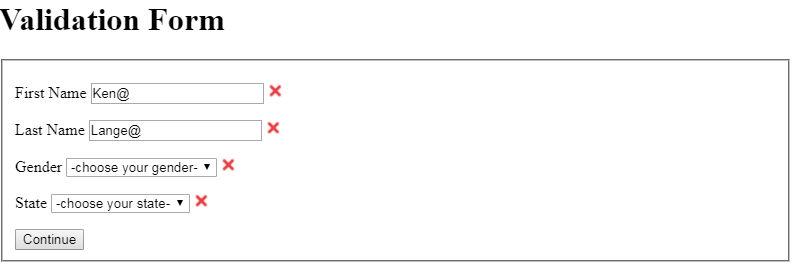 Validation Form
First Name Ken@
Last Name Lange@
Gender -choose your gender-
State -choose your state-
Continue